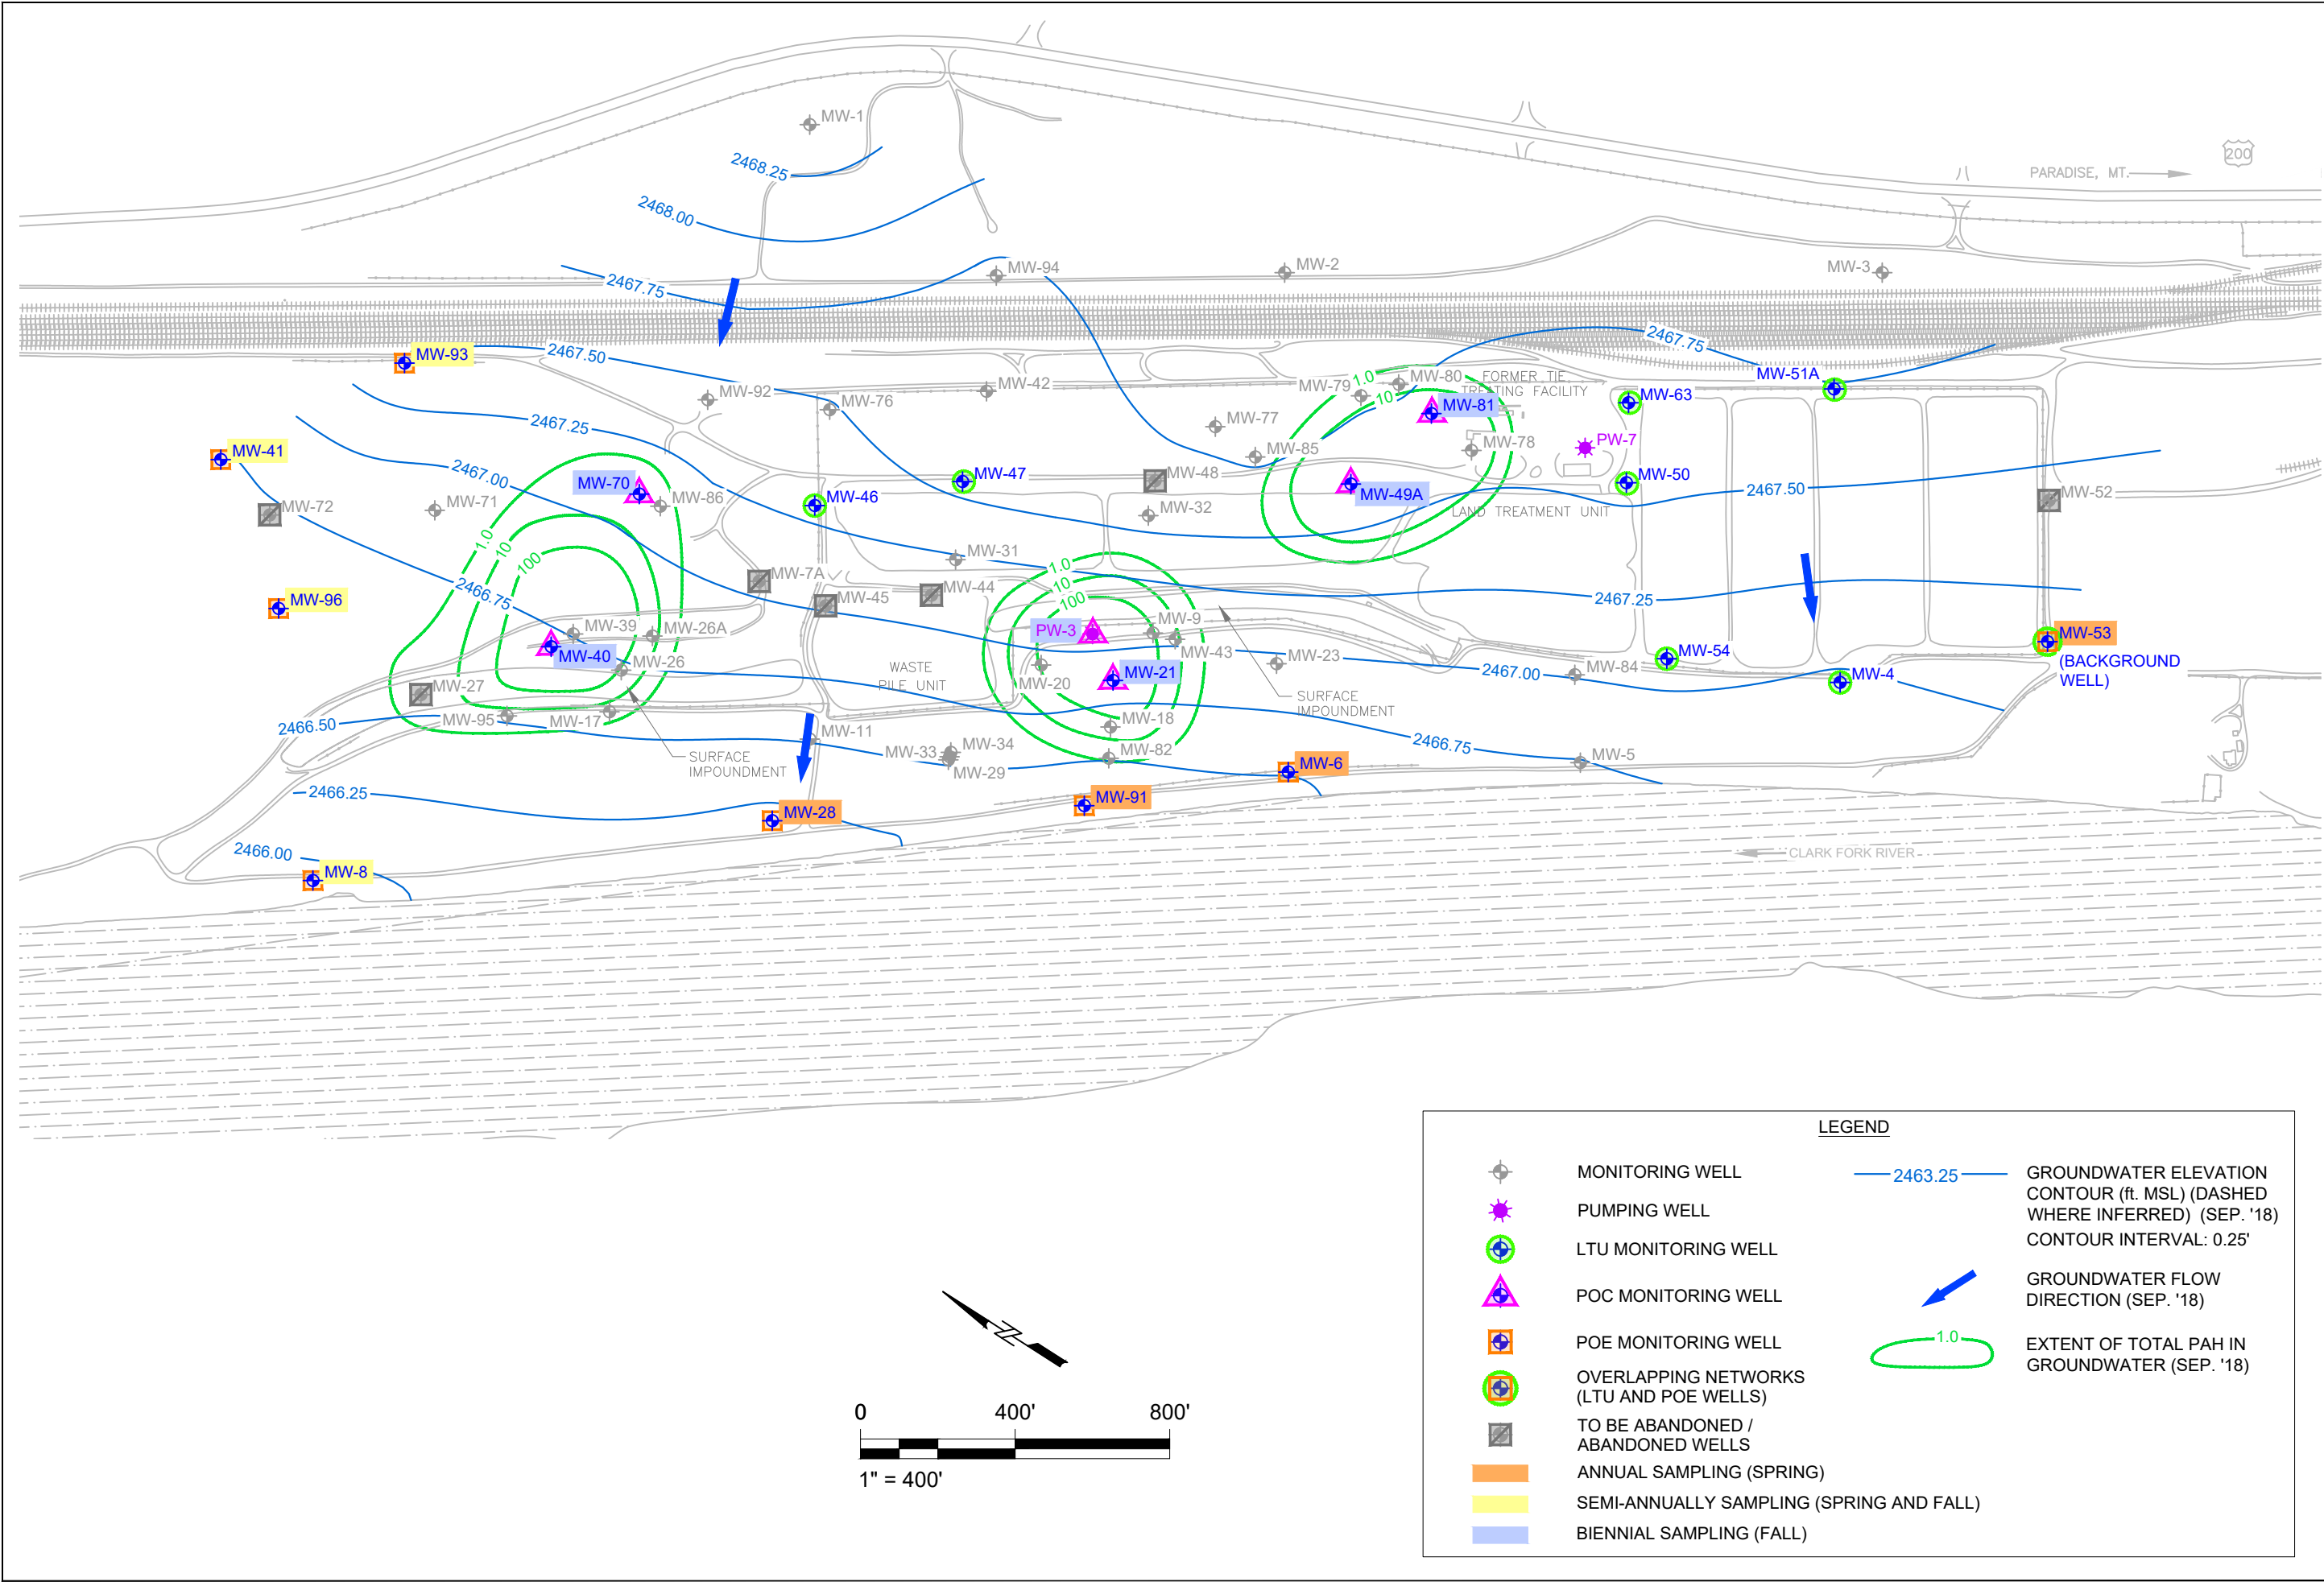 MW-1
2468.25
200
PARADISE, MT.
2468.00
MW-94
MW-2
MW-3
2467.75
2467.75
MW-93
2467.50
MW-51A
MW-92
MW-42
MW-79
1.0
MW-80
FORMER TIE
TREATING FACILITY
MW-63
MW-76
10
MW-81
2467.25
MW-77
PW-7
MW-41
MW-85
MW-78
2467.00
MW-70
MW-47
MW-48
MW-50
MW-49A
2467.50
MW-52
MW-72
MW-71
MW-86
MW-46
MW-32
LAND TREATMENT UNIT
1.0
10
100
MW-31
1.0
10
100
MW-7A
MW-44
MW-45
2466.75
MW-96
2467.25
MW-39
MW-26A
PW-3
MW-9
MW-53
(BACKGROUND
WELL)
MW-40
MW-26
MW-43
MW-23
MW-54
WASTE
PILE UNIT
MW-20
MW-21
2467.00
MW-84
MW-4
MW-27
SURFACE
IMPOUNDMENT
MW-95
MW-17
MW-18
2466.50
MW-11
MW-33
MW-34
MW-29
MW-82
2466.75
MW-5
SURFACE
IMPOUNDMENT
MW-6
2466.25
MW-28
MW-91
2466.00
MW-8
CLARK FORK RIVER
LEGEND
MONITORING WELL
PUMPING WELL
LTU MONITORING WELL
POC MONITORING WELL
POE MONITORING WELL
OVERLAPPING NETWORKS
(LTU AND POE WELLS)
TO BE ABANDONED /
ABANDONED WELLS
ANNUAL SAMPLING (SPRING)
SEMI-ANNUALLY SAMPLING (SPRING AND FALL)
BIENNIAL SAMPLING (FALL)
2463.25
GROUNDWATER ELEVATION
CONTOUR (ft. MSL) (DASHED
WHERE INFERRED) (SEP. '18)
CONTOUR INTERVAL: 0.25'
GROUNDWATER FLOW
DIRECTION (SEP. '18)
1.0
EXTENT OF TOTAL PAH IN
GROUNDWATER (SEP. '18)
N
0 400' 800'
1" = 400'